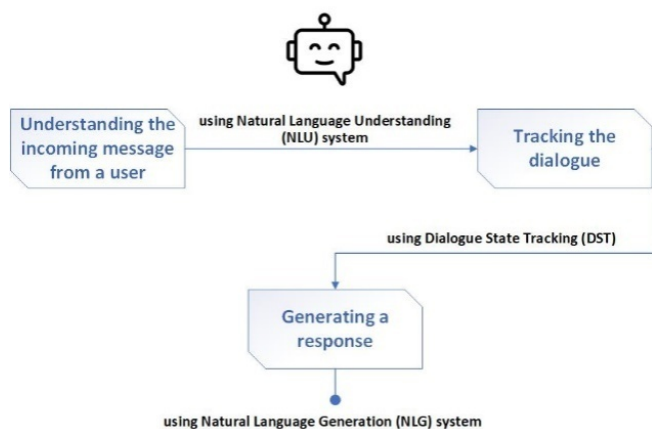 Understanding the
incoming message
from a user
using Natural Language Understanding
(NLU) system
Tracking the
dialogue
using Dialogue State Tracking (DST)
Generating a
response
using Natural Language Generation (NLG) system